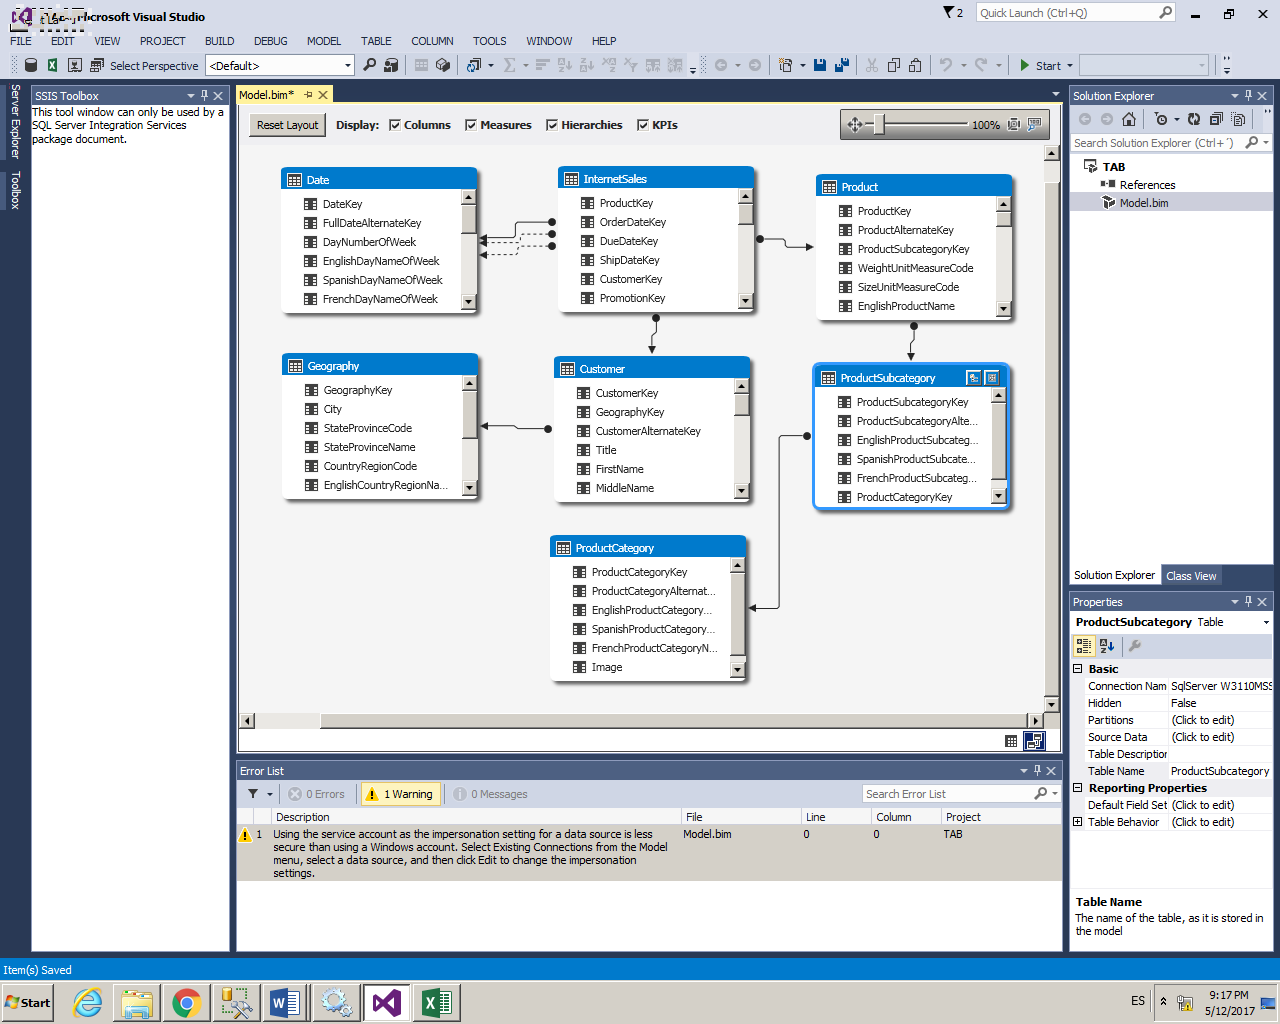 Microsoft Visual Studio
2
Quick Launch (Ctrl+Q)
FILE EDIT VIEW PROJECT BUILD DEBUG MODEL TABLE COLUMN TOOLS WINDOW HELP
Select Perspective <Default> Start
Server Explorer
Toolbox
SSIS Toolbox
This tool window can only be used by a
SQL Server Integration Services
package document.
Model.bim*
Reset Layout Display: Columns Measures Hierarchies KPIs 100%
Date
DateKey
FullDateAlternateKey
DayNumberOfWeek
EnglishDayNameOfWeek
SpanishDayNameOfWeek
FrenchDayNameOfWeek
InternetSales
ProductKey
OrderDateKey
DueDateKey
ShipDateKey
CustomerKey
PromotionKey
Product
ProductKey
ProductAlternateKey
ProductSubcategoryKey
WeightUnitMeasureCode
SizeUnitMeasureCode
EnglishProductName
Geography
GeographyKey
City
StateProvinceCode
StateProvinceName
CountryRegionCode
EnglishCountryRegionNa...
Customer
CustomerKey
GeographyKey
CustomerAlternateKey
Title
FirstName
MiddleName
ProductSubcategory
ProductSubcategoryKey
ProductSubcategoryAlte...
EnglishProductSubcateg...
SpanishProductSubcate...
FrenchProductSubcateg...
ProductCategoryKey
ProductCategory
ProductCategoryKey
ProductCategoryAlternat...
EnglishProductCategory...
SpanishProductCategory...
FrenchProductCategoryN...
Image
Solution Explorer
Search Solution Explorer (Ctrl+´)
TAB
References
Model.bim
Solution Explorer Class View
Properties
ProductSubcategory Table
Basic
Connection Nam SqlServer W3110MSS
Hidden False
Partitions (Click to edit)
Source Data (Click to edit)
Table Description
Table Name ProductSubcategory
Reporting Properties
Default Field Set (Click to edit)
Table Behavior (Click to edit)
Table Name
The name of the table, as it is stored in
the model
Error List
0 Errors 1 Warning 0 Messages Search Error List
Description File Line Column Project
1 Using the service account as the impersonation setting for a data source is less Model.bim 0 0 TAB
secure than using a Windows account. Select Existing Connections from the Model
menu, select a data source, and then click Edit to change the impersonation
settings.
Item(s) Saved
Start ES 9:17 PM
5/12/2017